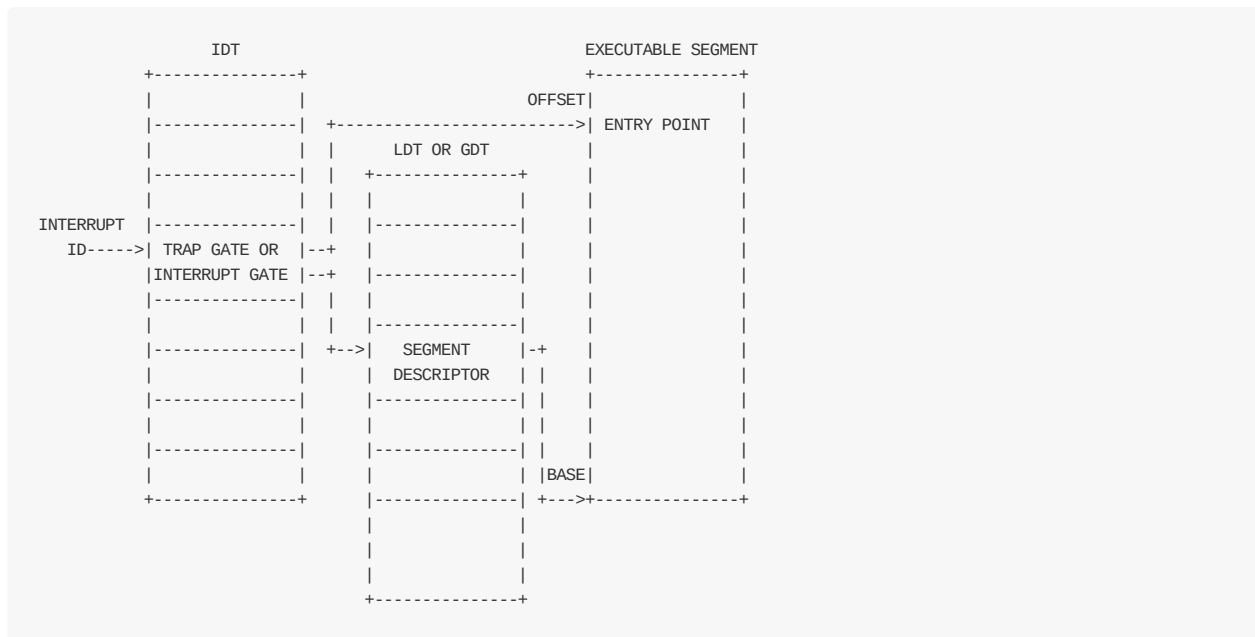 IDT EXECUTABLE SEGMENT
OFFSET
ENTRY POINT
LDT OR GDT
INTERRUPT
ID TRAP GATE OR
INTERRUPT GATE
SEGMENT
DESCRIPTOR
BASE